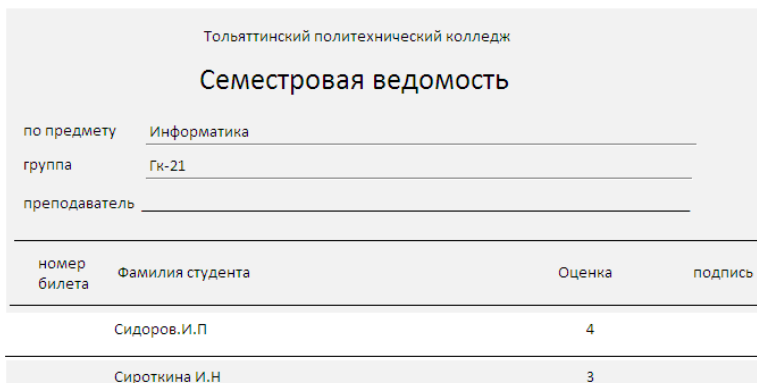 Тольяттинский политехнический колледж
Семестровая ведомость
по предмету Информатика
группа Гк-21
преподаватель
номер билета Фамилия студента Оценка подпись
Сидоров.И.П 4
Сироткина И.Н 3